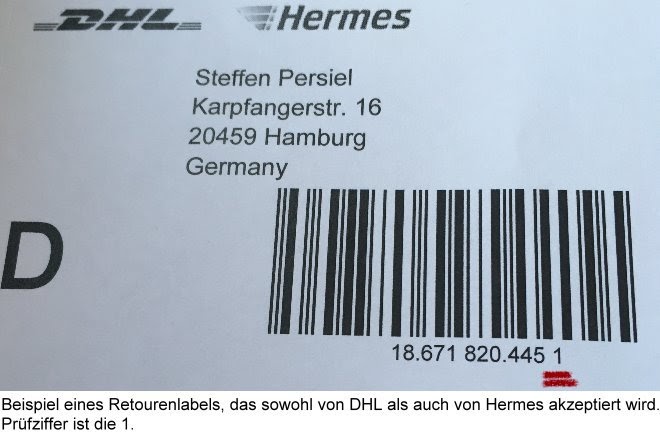 DHL Hermes
Steffen Persiel
Karpfangerstr. 16
20459 Hamburg
Germany
D
18.671 820.445 1
Beispiel eines Retourenlabels, das sowohl von DHL als auch von Hermes akzeptiert wird.
Prüfziffer ist die 1.